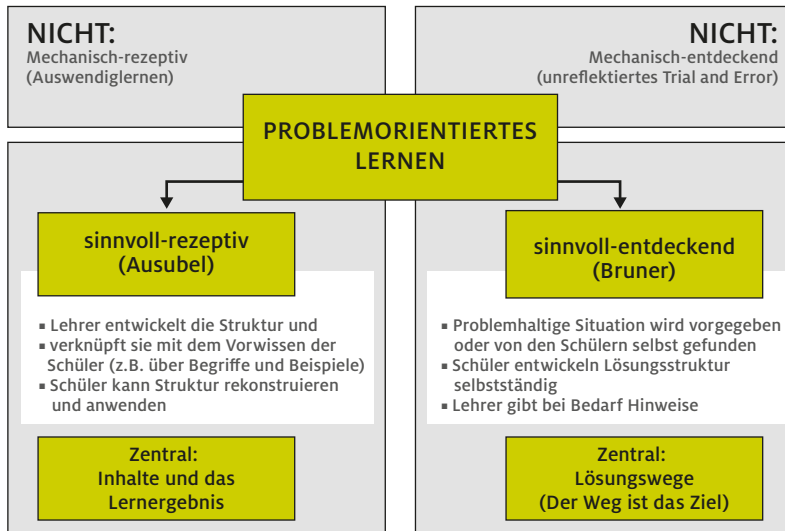 NICHT:
Mechanisch-rezeptiv
(Auswendiglernen)
NICHT:
Mechanisch-entdeckend
(unreflektiertes Trial and Error)
PROBLEMORIENTIERTES
LERNEN
sinnvoll-rezeptiv
(Ausubel)
▪ Lehrer entwickelt die Struktur und
▪ verknüpft sie mit dem Vorwissen der
Schüler (z.B. über Begriffe und Beispiele)
▪ Schüler kann Struktur rekonstruieren
und anwenden
Zentral:
Inhalte und das
Lernergebnis
sinnvoll-entdeckend
(Bruner)
▪ Problemhaltige Situation wird vorgegeben
oder von den Schülern selbst gefunden
▪ Schüler entwickeln Lösungsstruktur
selbstständig
▪ Lehrer gibt bei Bedarf Hinweise
Zentral:
Lösungswege
(Der Weg ist das Ziel)